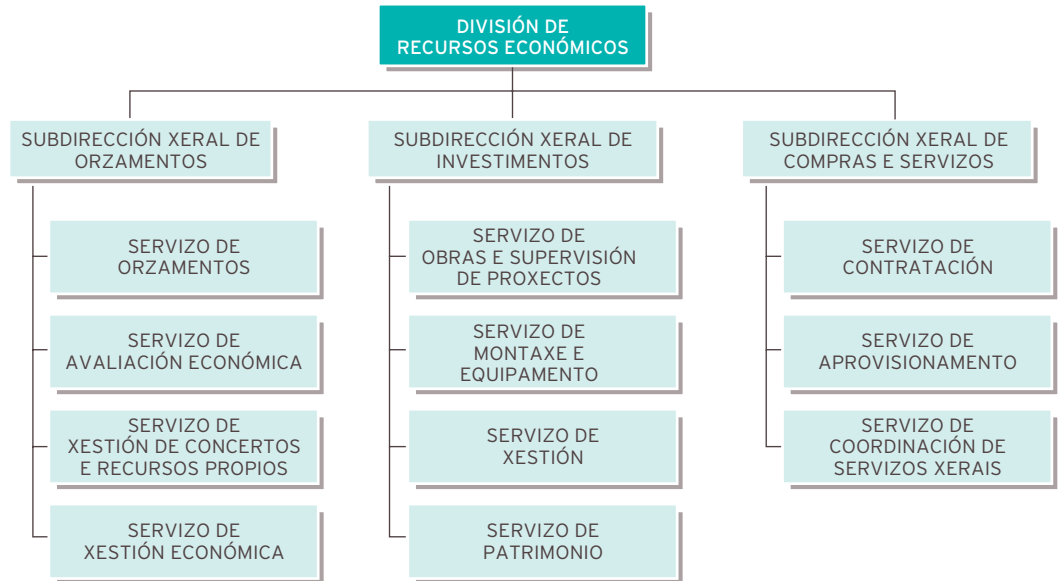 DIVISIÓN DE
RECURSOS ECONÓMICOS
SUBDIRECCIÓN XERAL DE
ORZAMENTOS
SERVIZO DE
ORZAMENTOS
SERVIZO DE
AVALIACIÓN ECONÓMICA
SERVIZO DE
XESTIÓN DE CONCERTOS
E RECURSOS PROPIOS
SERVIZO DE
XESTIÓN ECONÓMICA
SUBDIRECCIÓN XERAL DE
INVESTIMENTOS
SERVIZO DE
OBRAS E SUPERVISIÓN
DE PROXECTOS
SERVIZO DE
MONTAXE E
EQUIPAMENTO
SERVIZO DE
XESTIÓN
SERVIZO DE
PATRIMONIO
SUBDIRECCIÓN XERAL DE
COMPRAS E SERVIZOS
SERVIZO DE
CONTRATACIÓN
SERVIZO DE
APROVISIONAMENTO
SERVIZO DE
COORDINACIÓN DE
SERVIZOS XERAIS